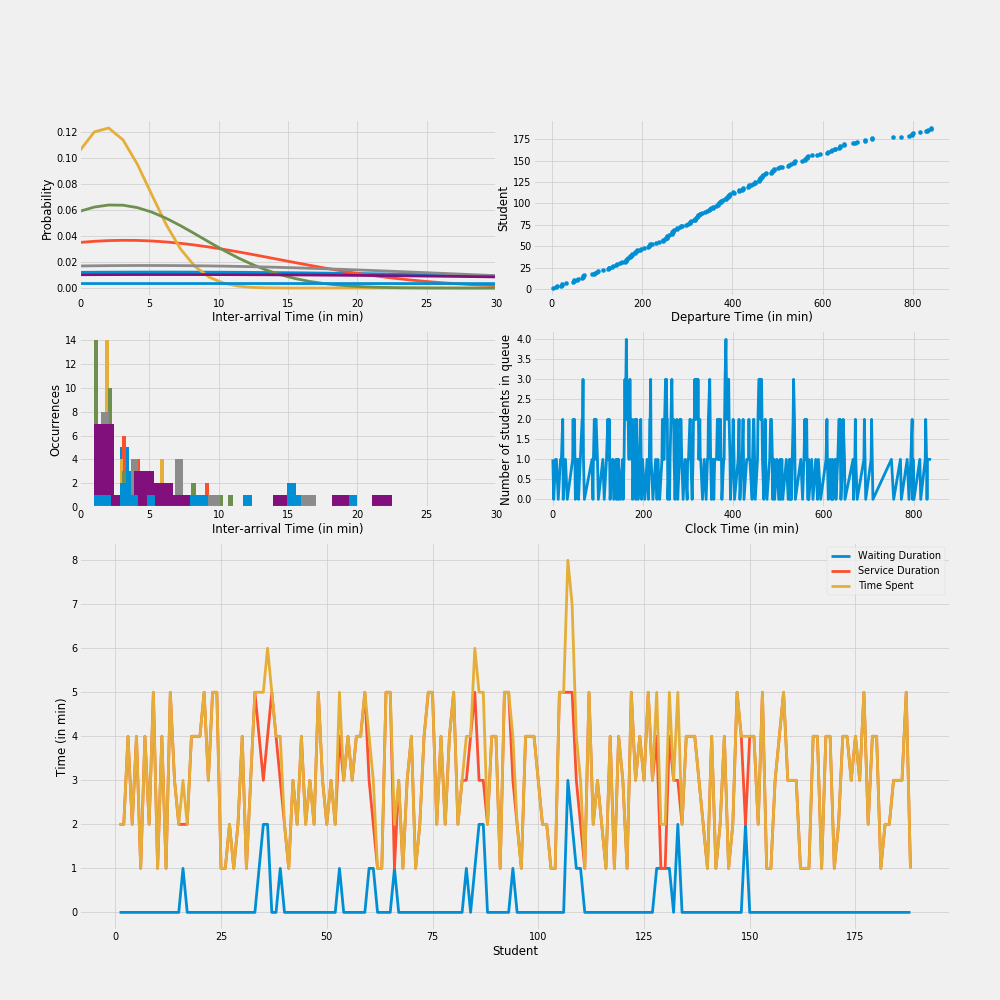 0.12
0.10
0.08
0.06
0.04
0.02
0.00
Probability
0 5 10 15 20 25 30
Inter-arrival Time (in min)
175
150
125
100
75
50
25
0
Student
0 200 400 600 800
Departure Time (in min)
14
12
10
8
6
4
2
0
Occurrences
0 5 10 15 20 25 30
Inter-arrival Time (in min)
4.0
3.5
3.0
2.5
2.0
1.5
1.0
0.5
0.0
Number of students in queue
0 200 400 600 800
Clock Time (in min)
8
7
6
5
4
3
2
1
0
Time (in min)
Waiting Duration
Service Duration
Time Spent
0 25 50 75 100 125 150 175
Student